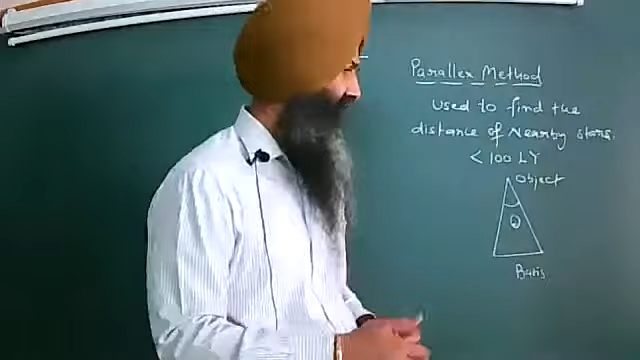 Parallex Method
Used to find the
distance of Nearby stars.
< 100 LY
Object
θ
Basis